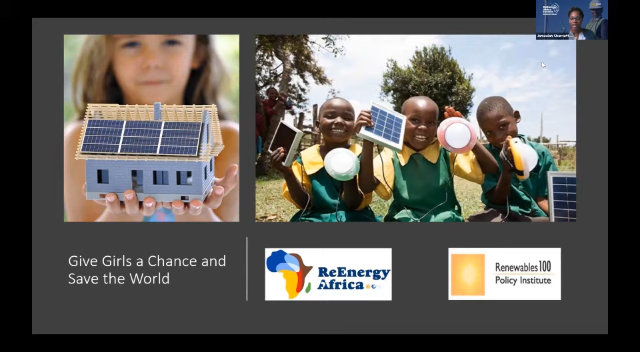 Give Girls a Chance and
Save the World
ReEnergy
Africa
Renewables 100
Policy Institute